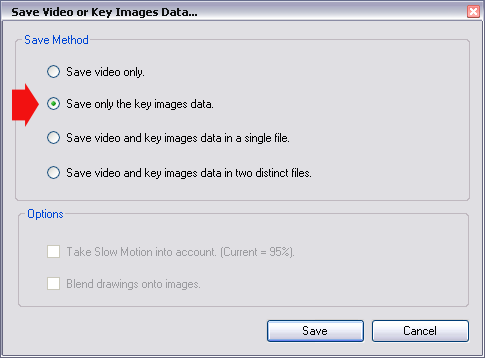 Save Video or Key Images Data...
Save Method
Save video only.
Save only the key images data.
Save video and key images data in a single file.
Save video and key images data in two distinct files.
Options
Take Slow Motion into account. (Current = 95%).
Blend drawings onto images.
Save
Cancel